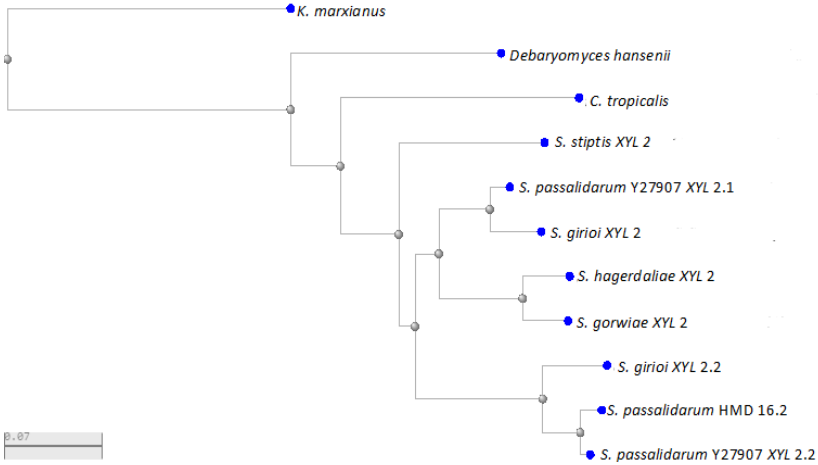 K. marxianus
Debaryomyces hansenii
C. tropicalis
S. stiptis XYL 2
S. passalidarum Y27907 XYL 2.1
S. girioi XYL 2
S. hagerdaliae XYL 2
S. gorwiae XYL 2
S. girioi XYL 2.2
S. passalidarum HMD 16.2
S. passalidarum Y27907 XYL 2.2
0.07